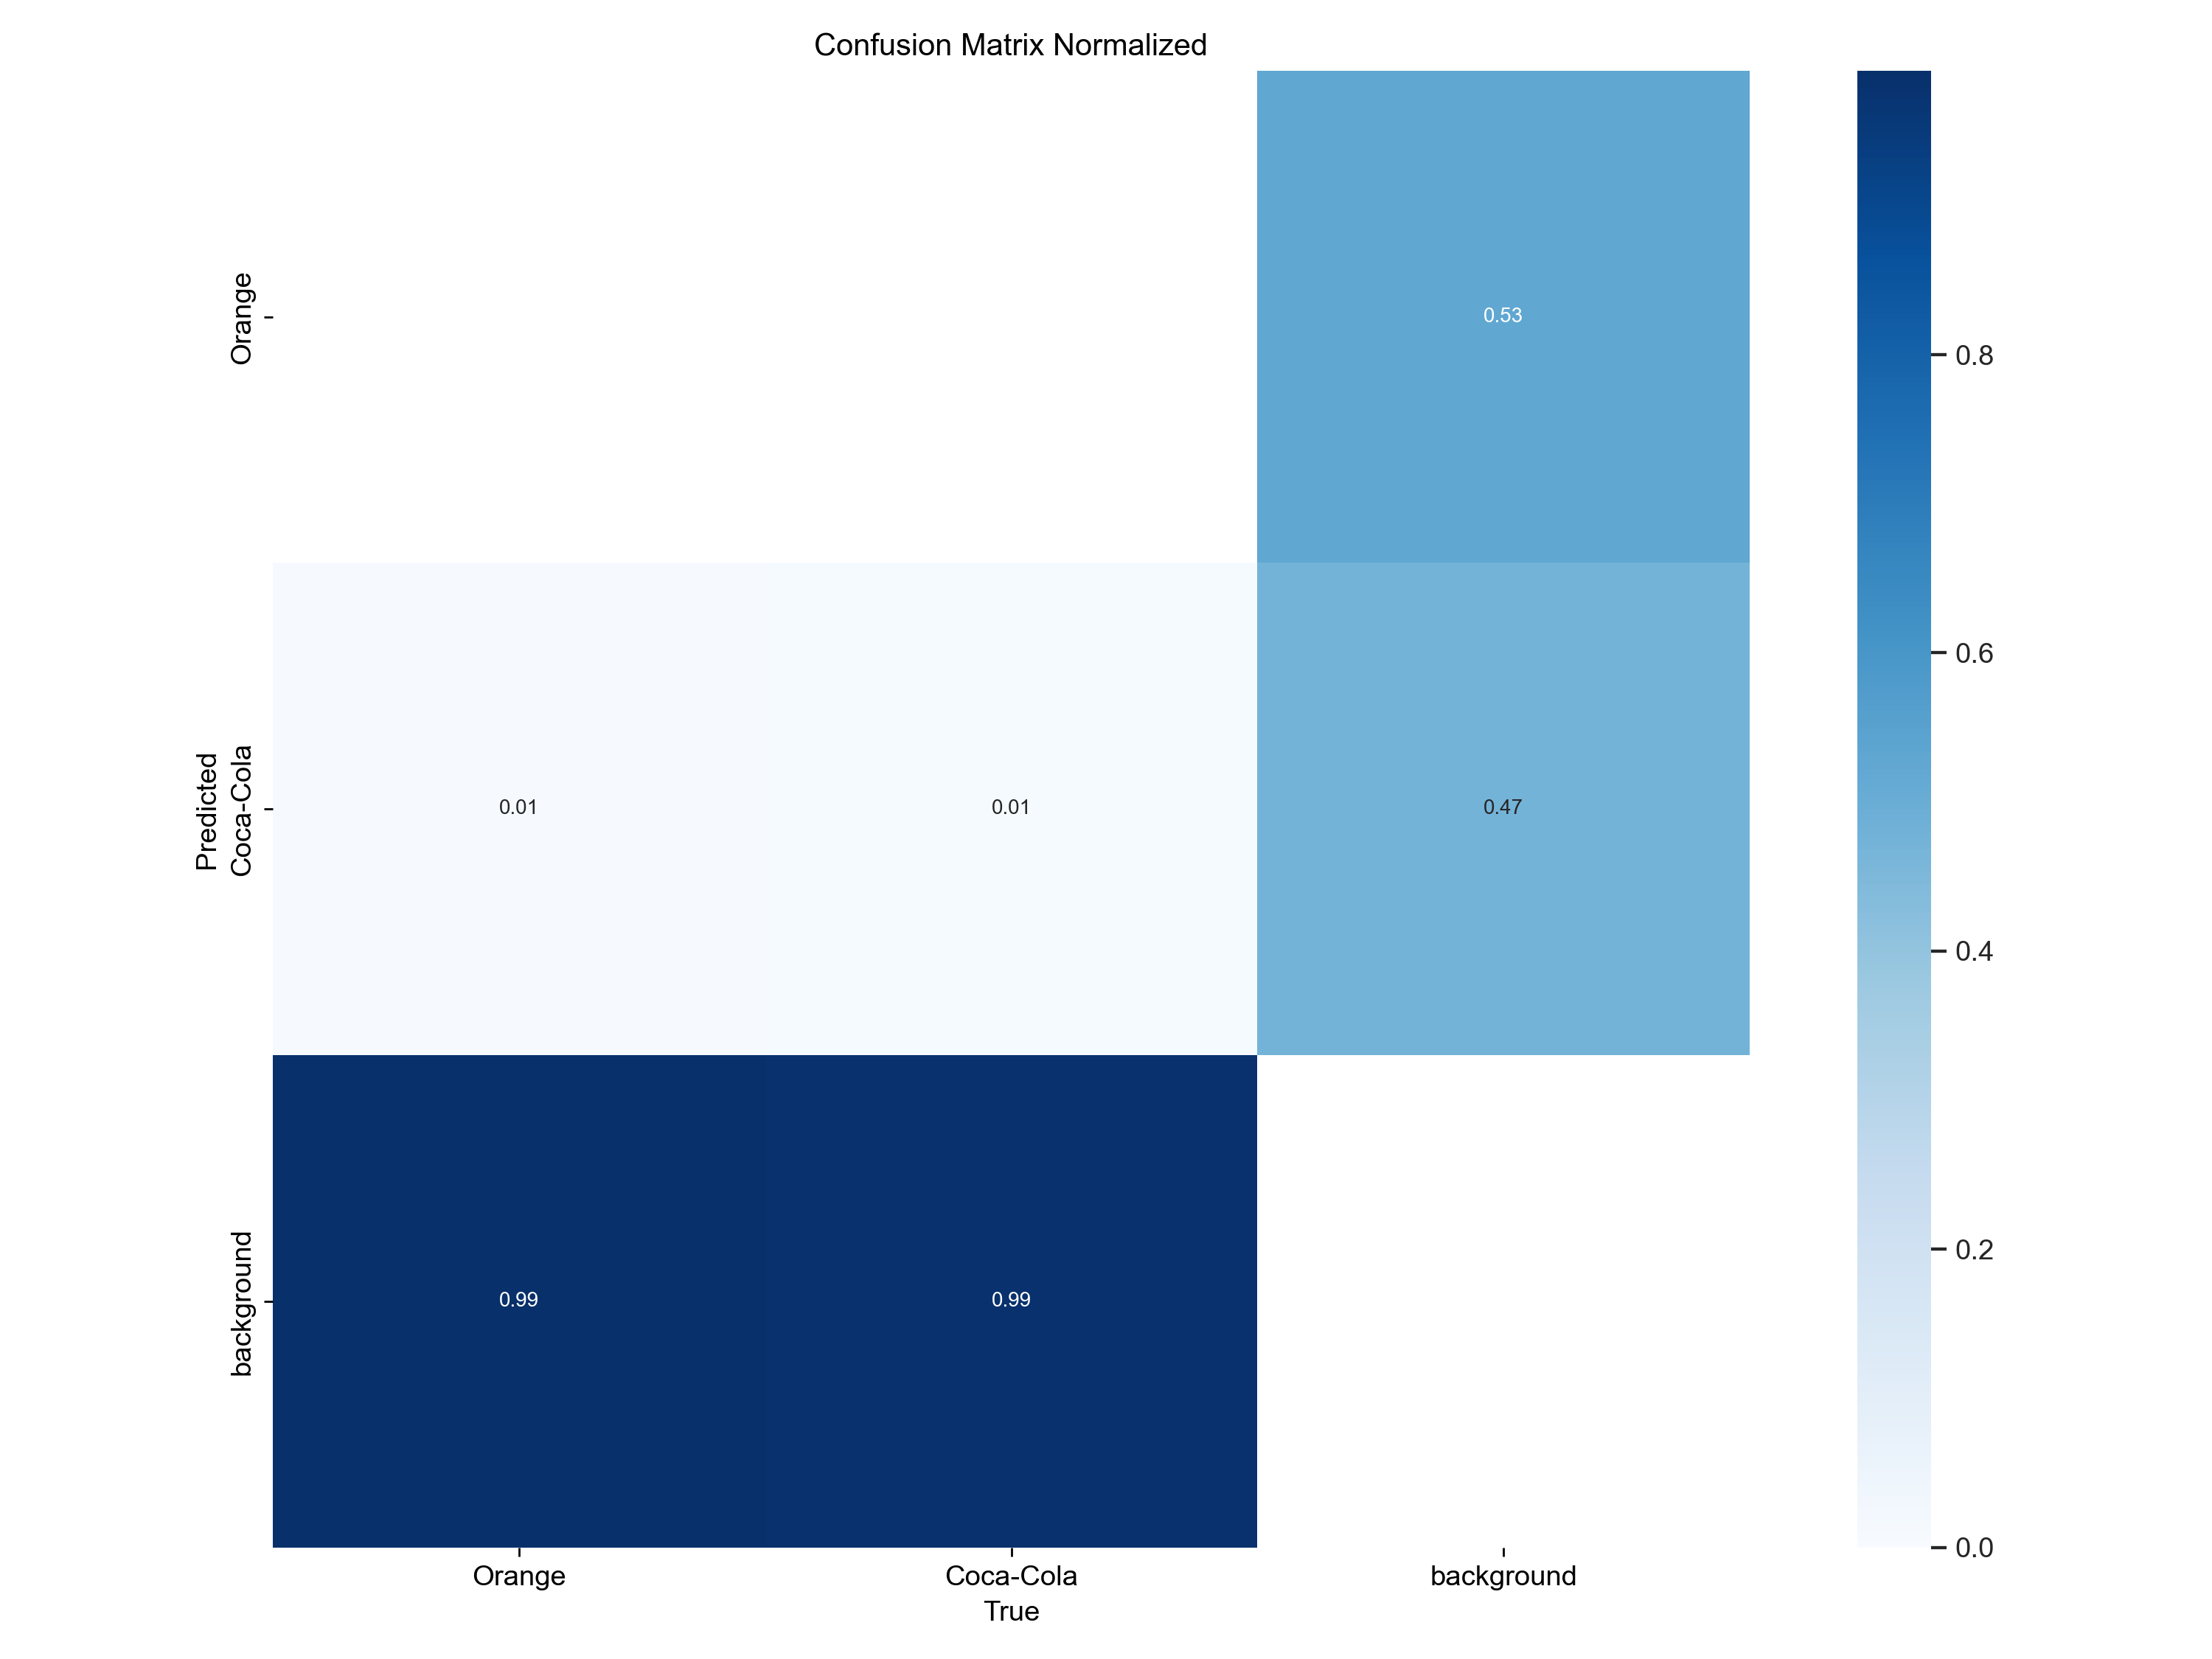 Confusion Matrix Normalized
Orange
Coca-Cola
background
Predicted
0.53
0.01
0.01
0.47
0.99
0.99
Orange
Coca-Cola
background
True
0.8
0.6
0.4
0.2
0.0